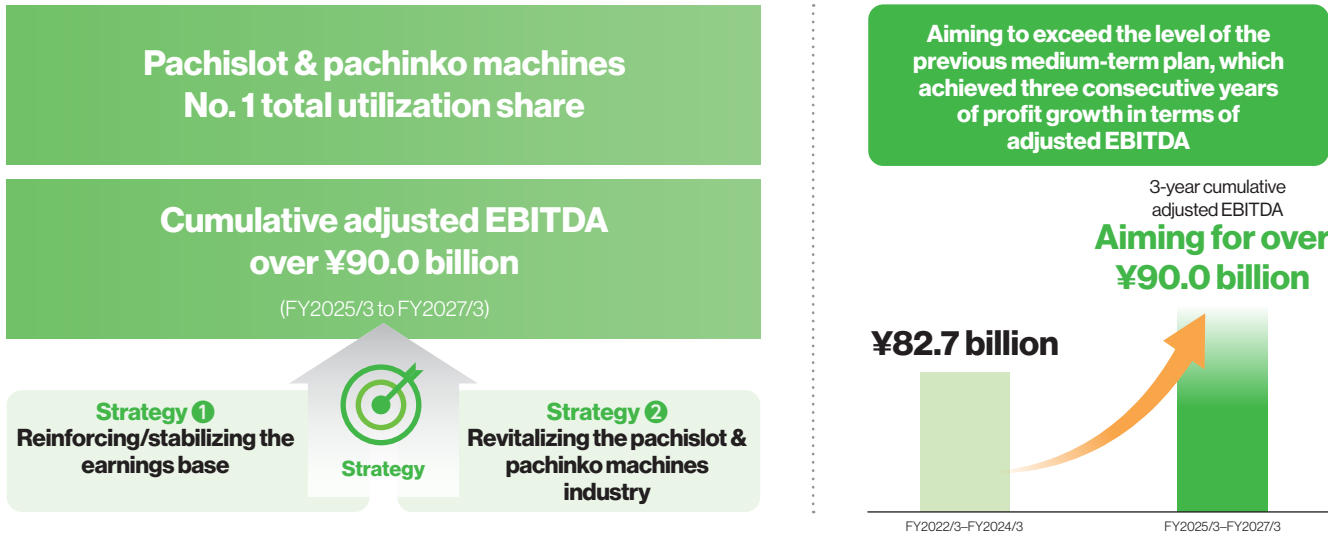 Pachislot & pachinko machines
No. 1 total utilization share
Cumulative adjusted EBITDA
over ¥90.0 billion
(FY2025/3 to FY2027/3)
Strategy ❶
Reinforcing/stabilizing the
earnings base
Strategy
Strategy ❷
Revitalizing the pachislot &
pachinko machines
industry
Aiming to exceed the level of the
previous medium-term plan, which
achieved three consecutive years
of profit growth in terms of
adjusted EBITDA
3-year cumulative
adjusted EBITDA
Aiming for over
¥90.0 billion
¥82.7 billion
FY2022/3–FY2024/3
FY2025/3–FY2027/3